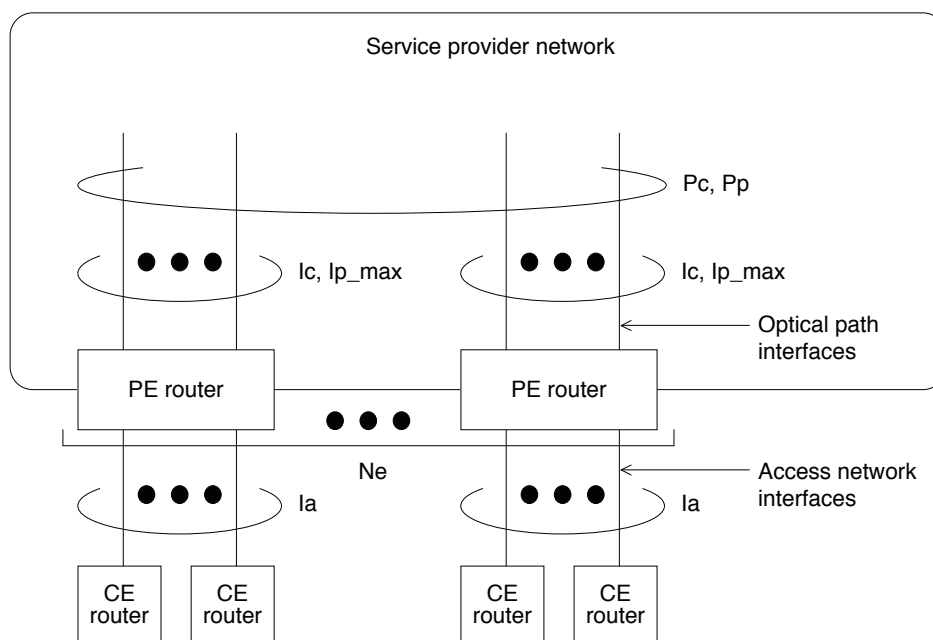 Service provider network
Pc, Pp
Ic, Ip_max
Ic, Ip_max
Optical path
interfaces
PE router
PE router
Ne
Access network
interfaces
Ia
Ia
CE
router
CE
router
CE
router
CE
router